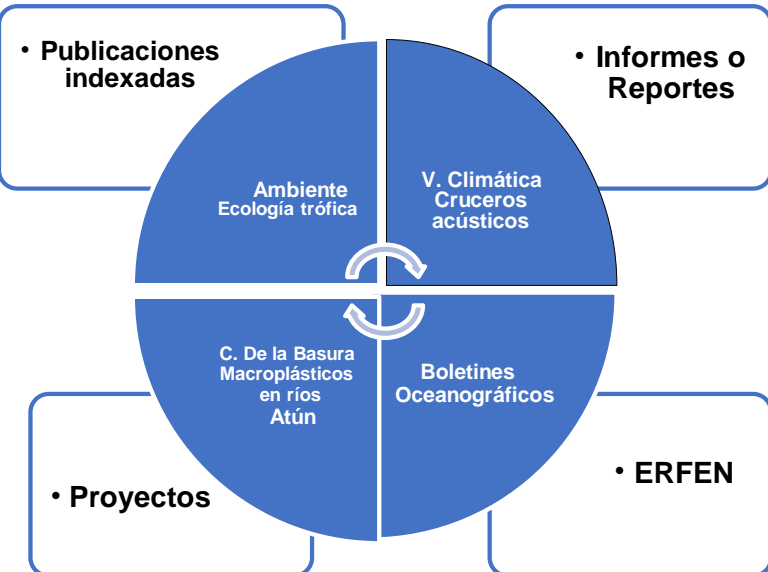 • Publicaciones
indexadas
• Informes o
Reportes
Ambiente
Ecología trófica
V. Climática
Cruceros
acústicos
C. De la Basura
Macroplásticos
en ríos
Atún
Boletines
Oceanográficos
• Proyectos
• ERFEN